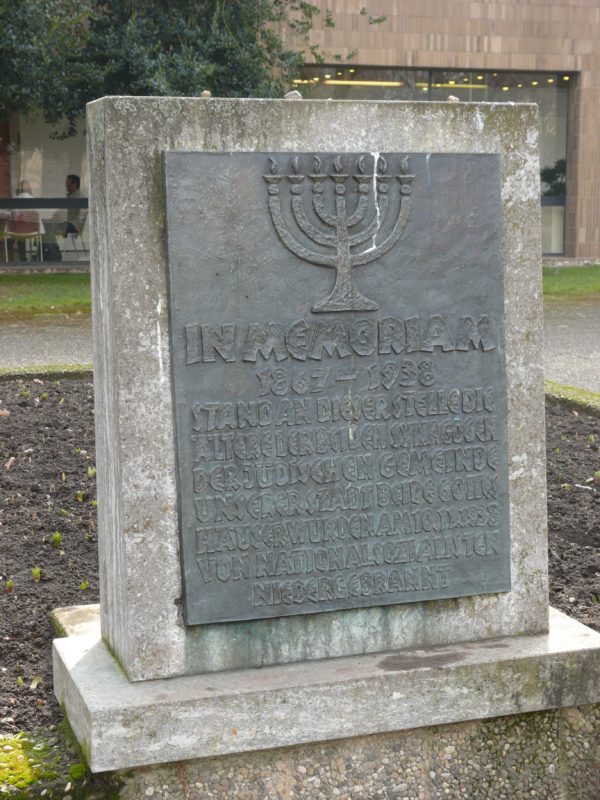 IN MEMORIAM
1867 - 1938
STAND AN DIESER STELLE DIE
ÄLTERE DER BEIDEN SYNAGOGEN
DER JÜDISCHEN GEMEINDE
UNSERER STADT BEIDE GOTTES
HÄUSER WURDEN AM 10.11.1938
VON NATIONALSOZIALISTEN
NIEDERGEBRANNT